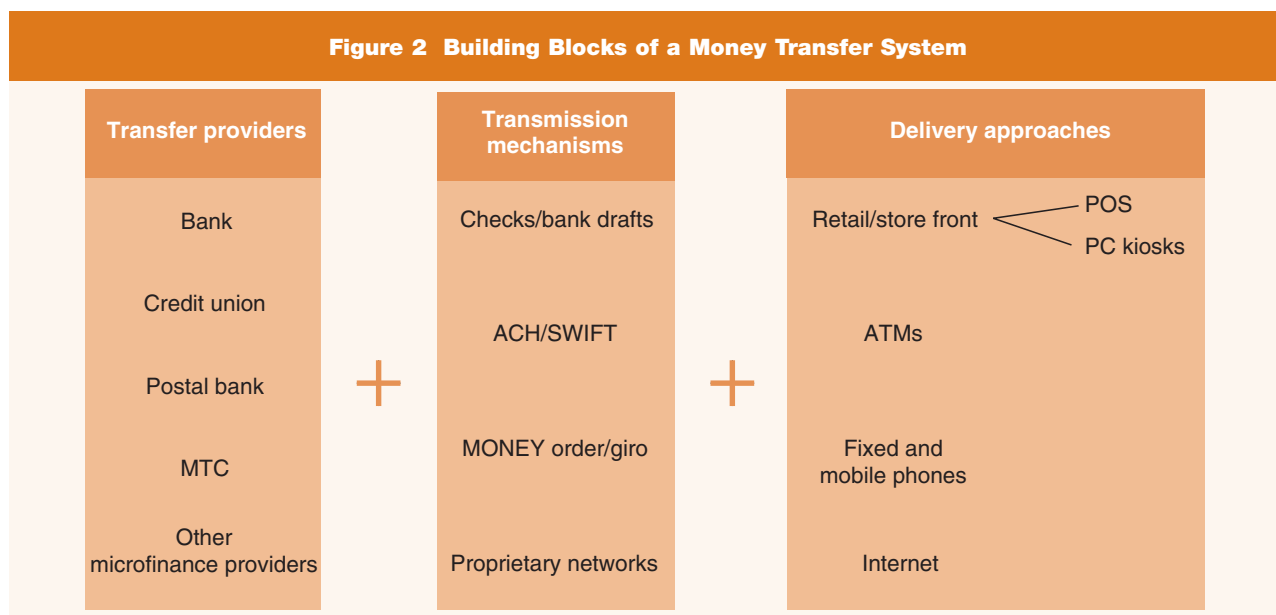 Figure 2 Building Blocks of a Money Transfer System
Transfer providers
Bank
Credit union
Postal bank
MTC
Other
microfinance providers
Transmission
mechanisms
Checks/bank drafts
ACH/SWIFT
MONEY order/giro
Proprietary networks
Delivery approaches
Retail/store front
POS
PC kiosks
ATMs
Fixed and
mobile phones
Internet